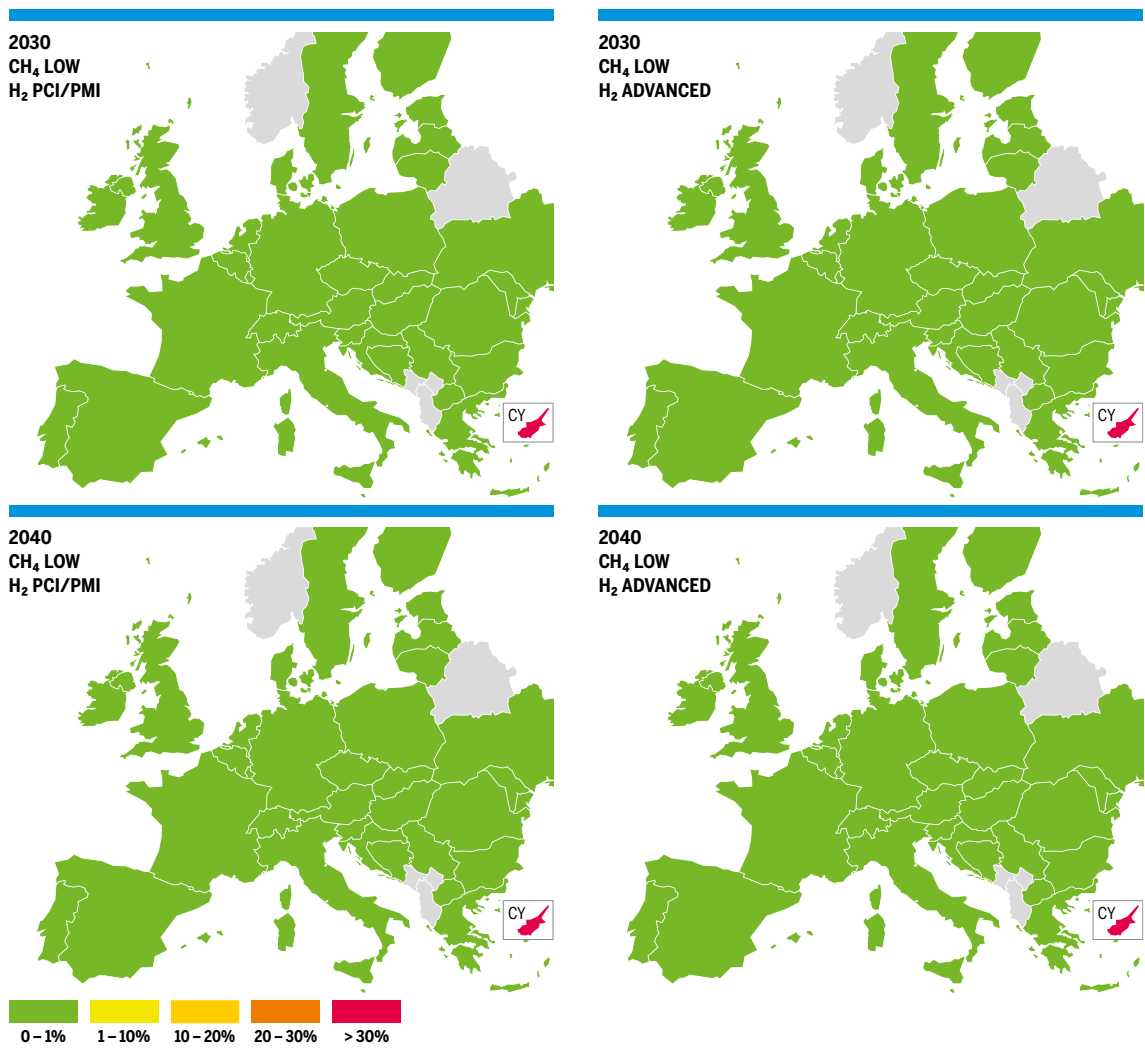 2030
CH₄ LOW
H₂ PCI/PMI
CY
2030
CH₄ LOW
H₂ ADVANCED
CY
2040
CH₄ LOW
H₂ PCI/PMI
CY
2040
CH₄ LOW
H₂ ADVANCED
CY
0 – 1%
1 – 10%
10 – 20%
20 – 30%
> 30%